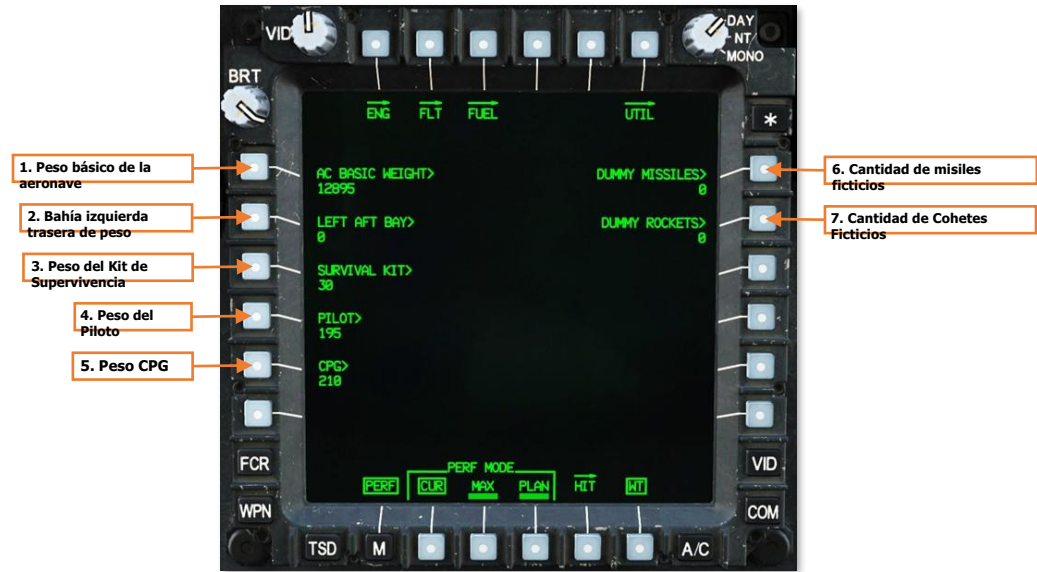 VID
DAY
NT
MONO
BRT
ENG FLT FUEL UTIL
*
1. Peso básico de la
aeronave
AC BASIC WEIGHT>
12895
DUMMY MISSILES>
0
6. Cantidad de misiles
ficticios
2. Bahía izquierda
trasera de peso
LEFT AFT BAY>
0
DUMMY ROCKETS>
0
7. Cantidad de Cohetes
Ficticios
3. Peso del Kit de
Supervivencia
SURVIVAL KIT>
30
4. Peso del
Piloto
PILOT>
195
5. Peso CPG
CPG>
210
FCR
VID
PERF MODE
PERF CUR MAX PLAN HIT WT
WPN
COM
TSD M A/C